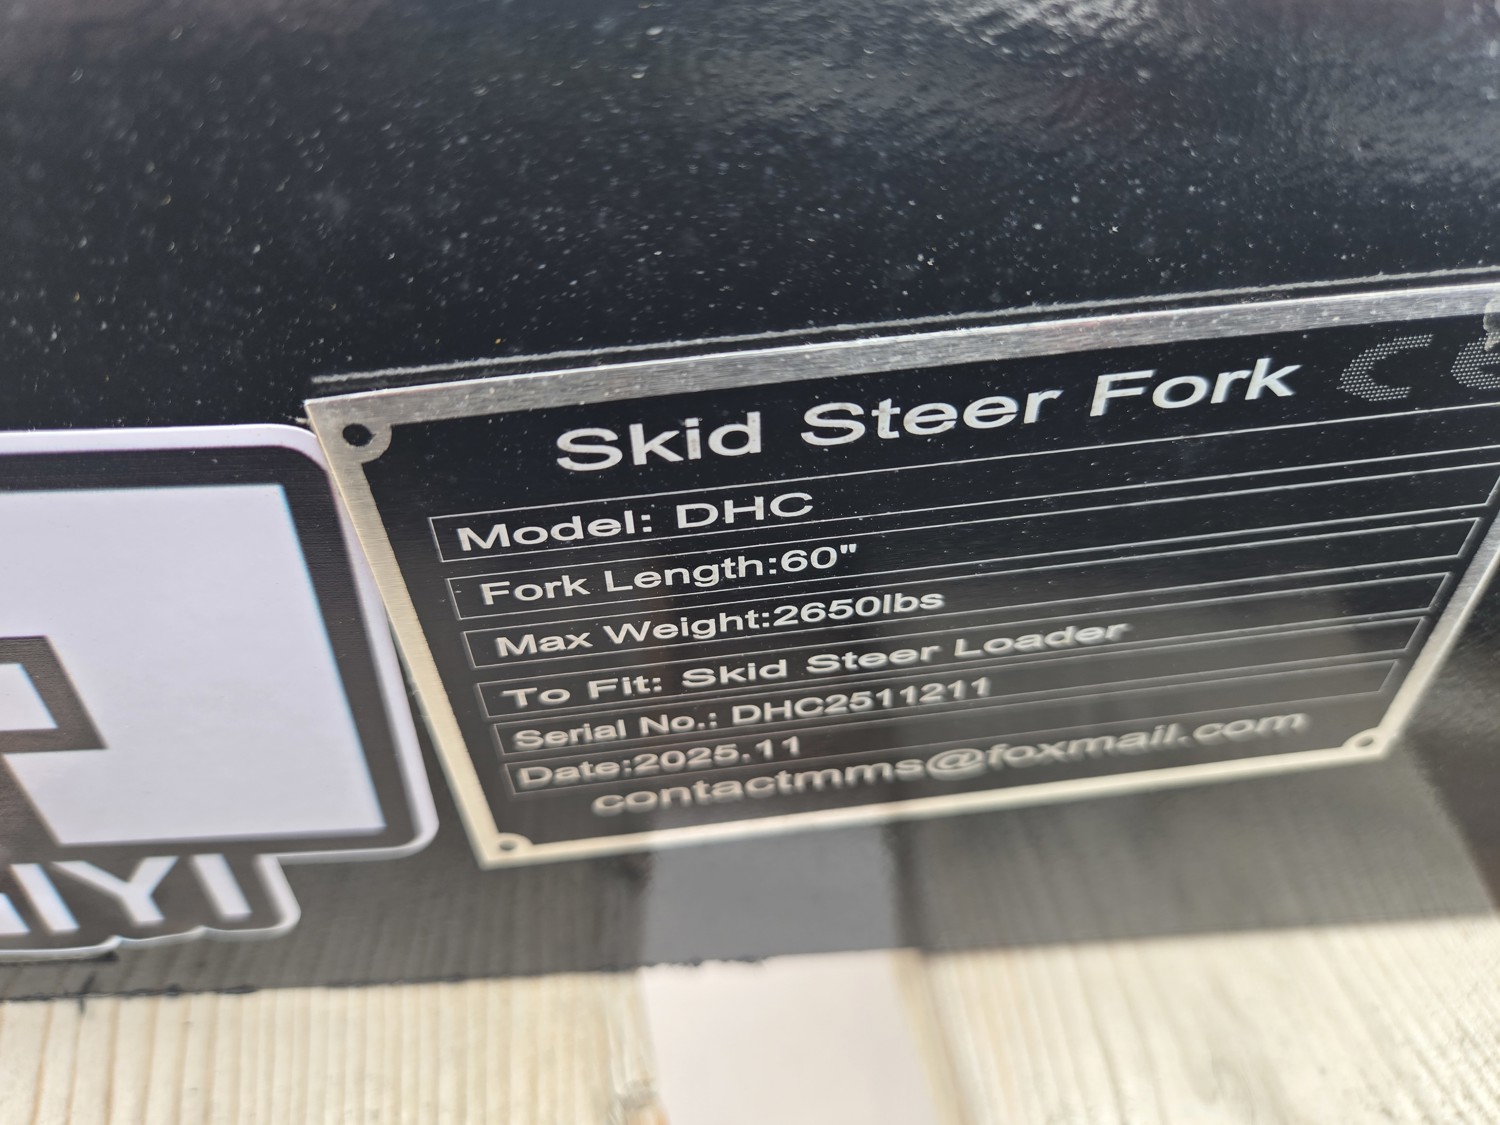 Skid Steer Fork CE
Model: DHC
Fork Length:60"
Max Weight:2650lbs
To Fit: Skid Steer Loader
Serial No.: DHC2511211
Date:2025.11
contactmms@foxmail.com